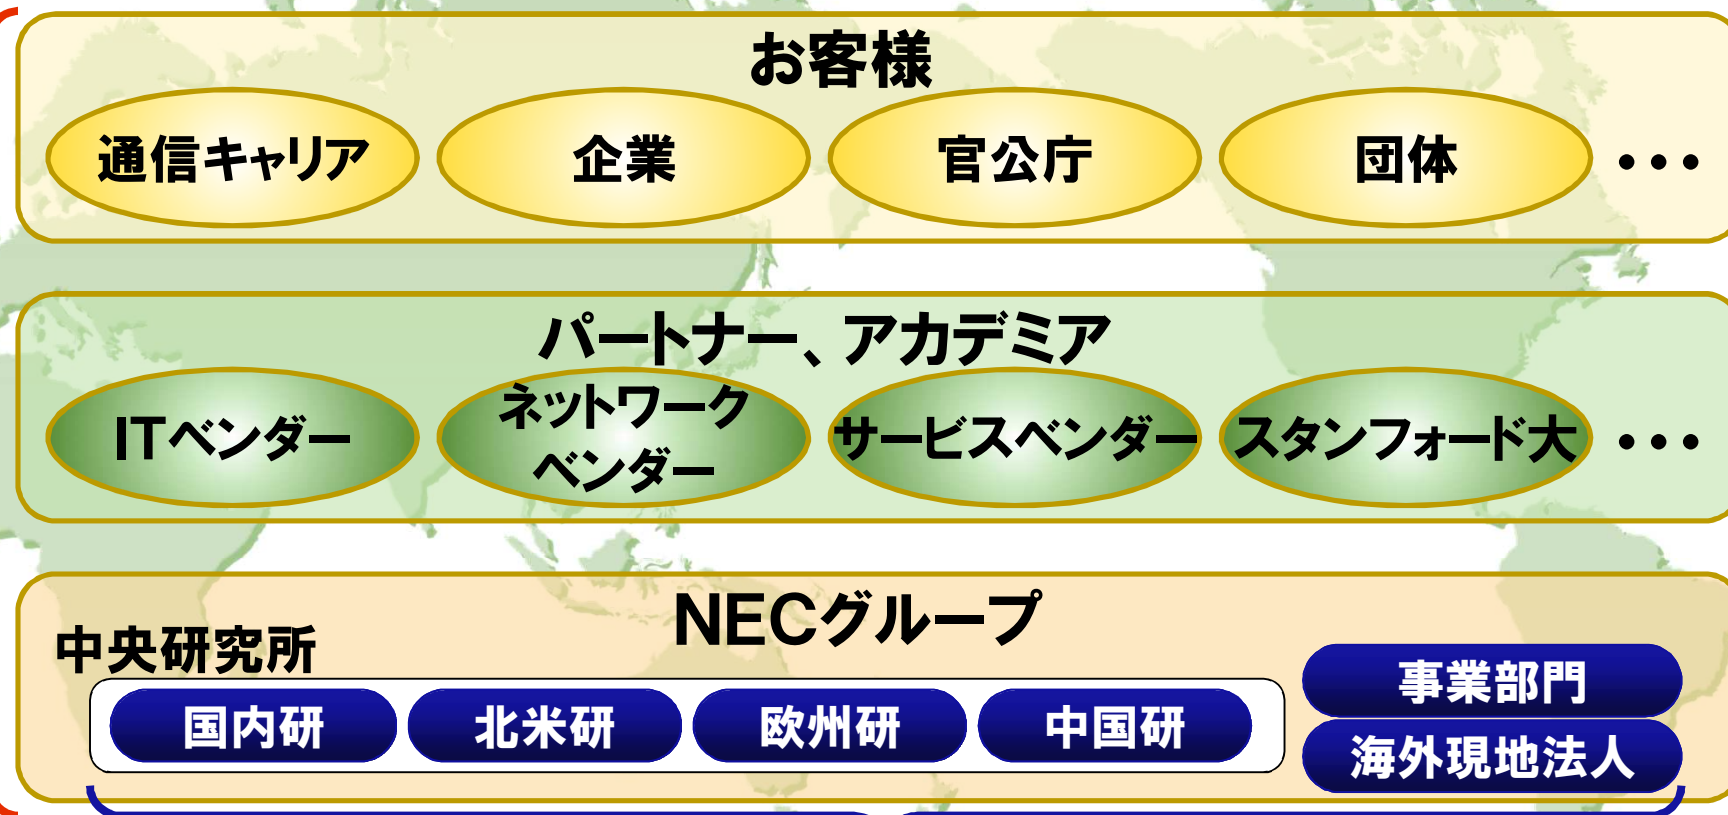 お客様
通信キャリア 企業 官公庁 団体 ・・・
パートナー、アカデミア
ITベンダー ネットワーク サービスベンダー スタンフォード大 ・・・
ベンダー
NECグループ
中央研究所
国内研 北米研 欧州研 中国研
事業部門
海外現地法人